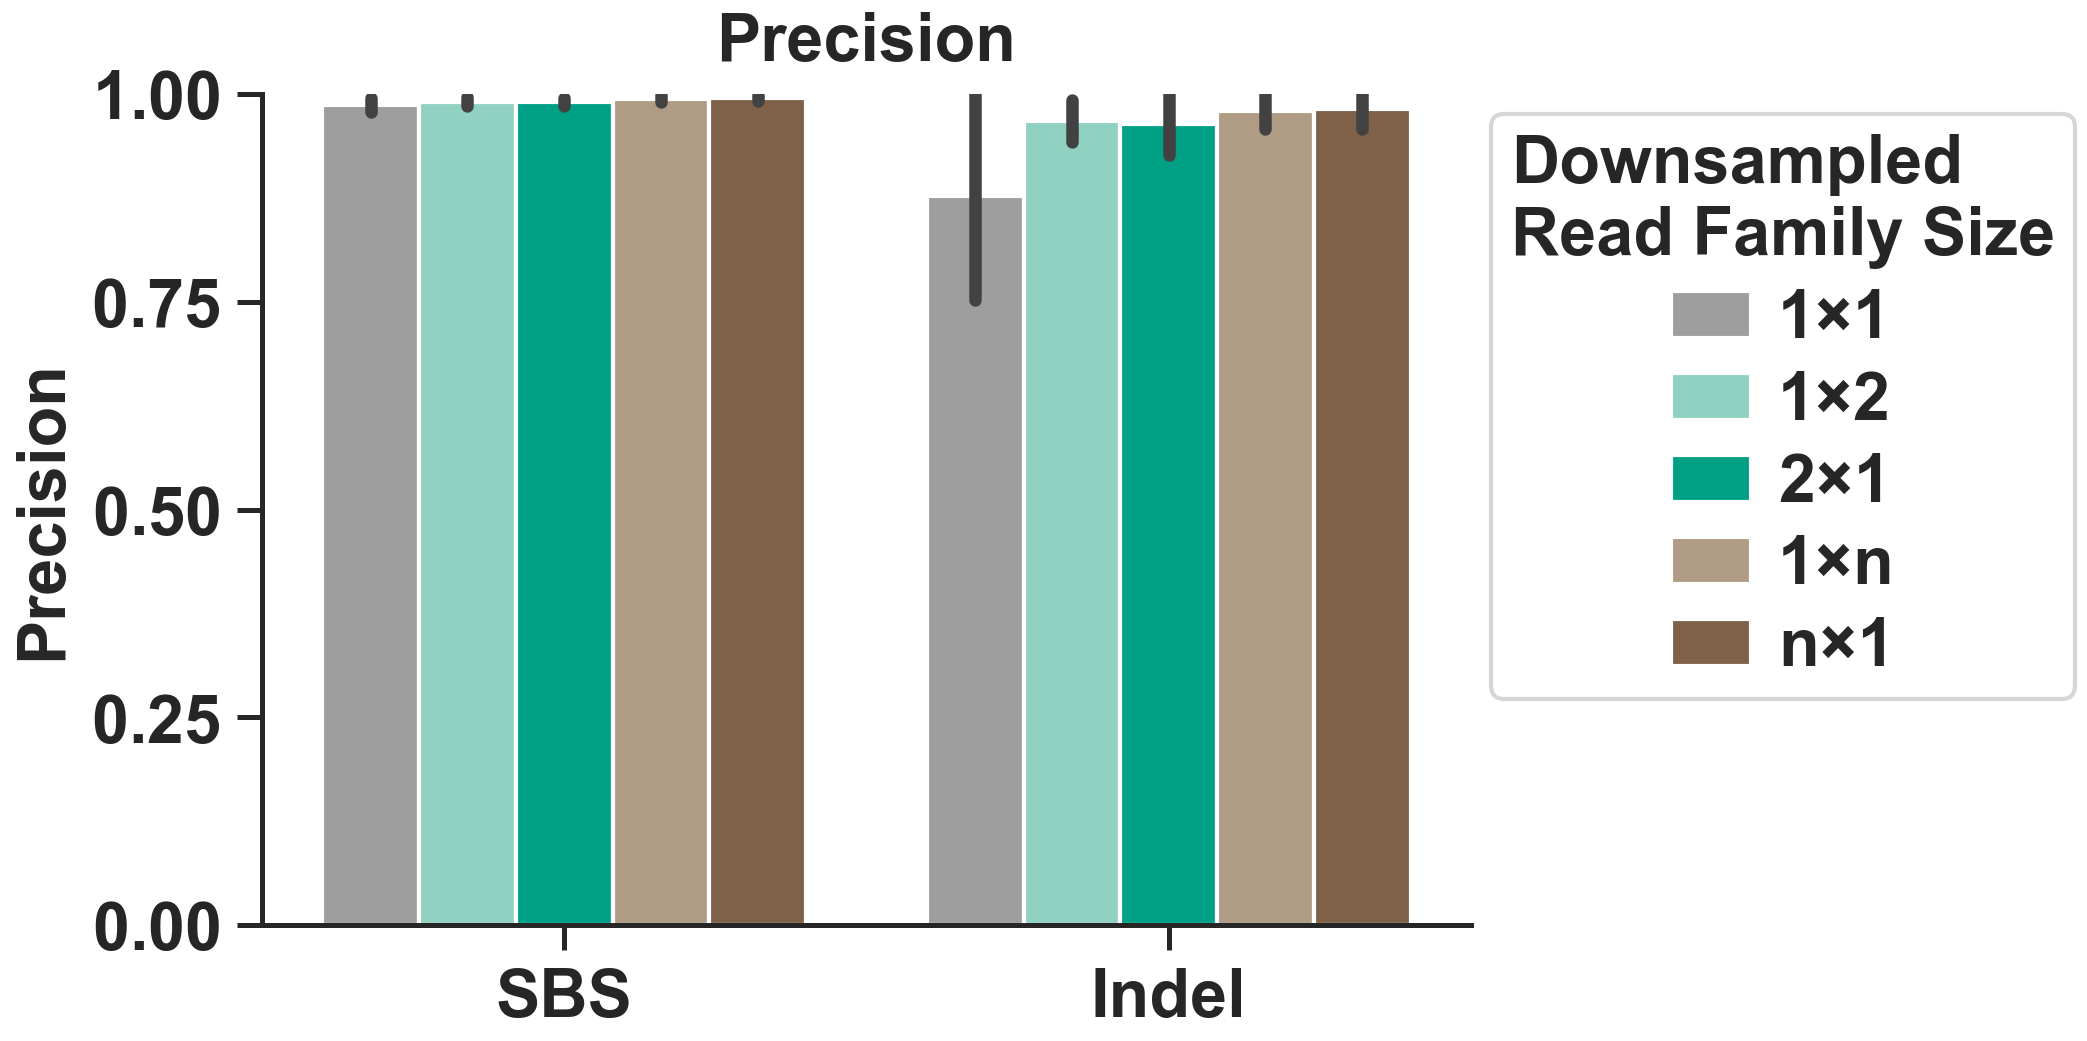 Precision
1.00
0.75
0.50
0.25
0.00
Precision
SBS
Indel
Downsampled
Read Family Size
1×1
1×2
2×1
1×n
n×1